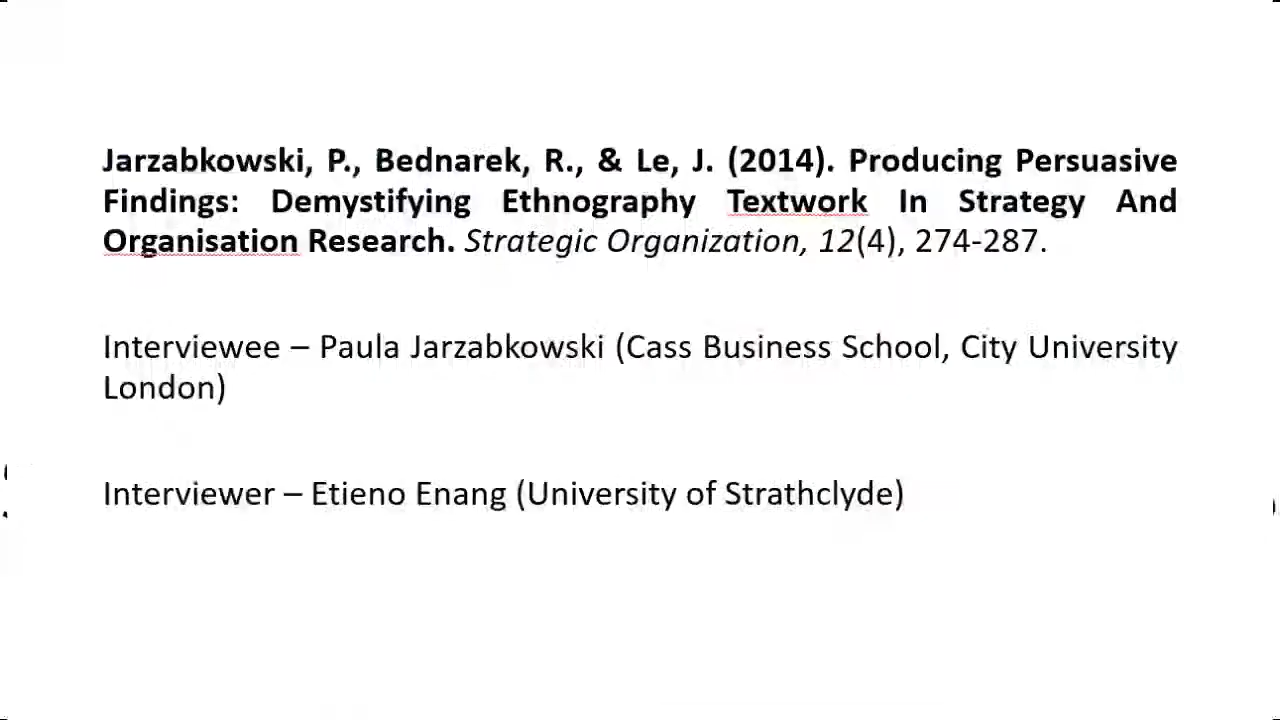 Jarzabkowski, P., Bednarek, R., & Le, J. (2014). Producing Persuasive
Findings: Demystifying Ethnography Textwork In Strategy And
Organisation Research. Strategic Organization, 12(4), 274-287.
Interviewee – Paula Jarzabkowski (Cass Business School, City University
London)
Interviewer – Etieno Enang (University of Strathclyde)